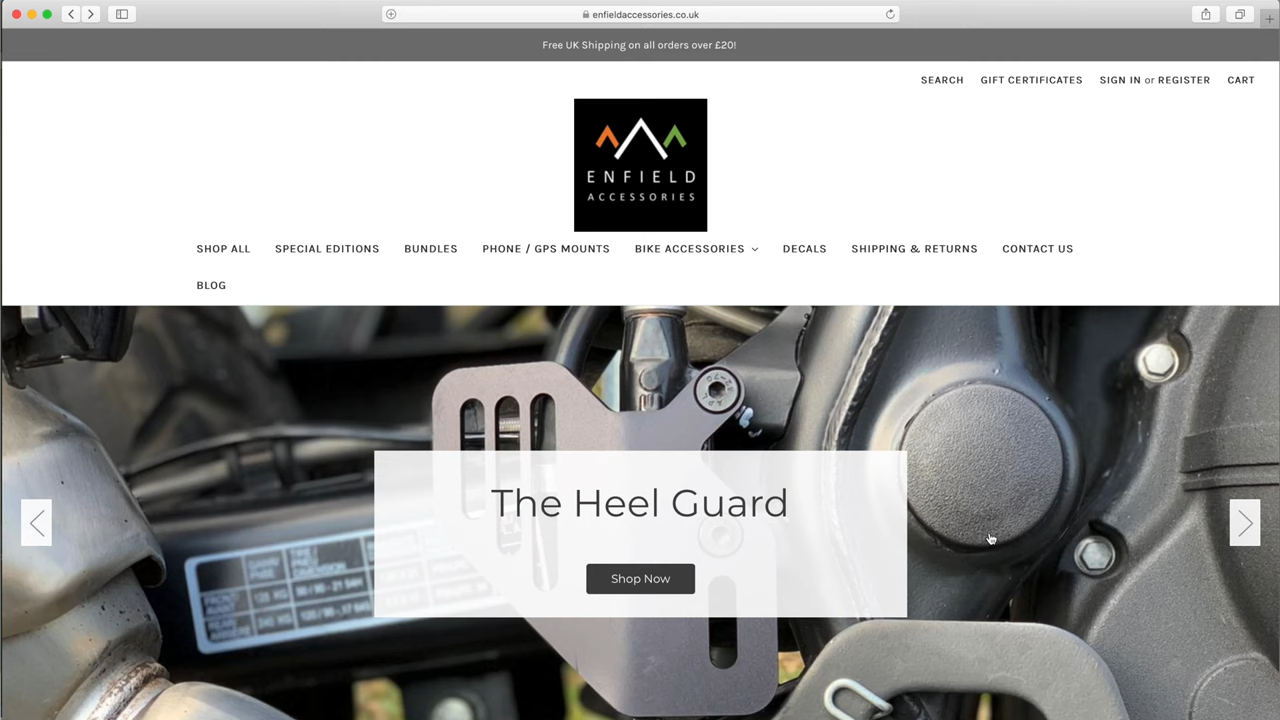 enfieldaccessories.co.uk
Free UK Shipping on all orders over £20!
SEARCH GIFT CERTIFICATES SIGN IN or REGISTER CART
ENFIELD
ACCESSORIES
SHOP ALL SPECIAL EDITIONS BUNDLES PHONE / GPS MOUNTS BIKE ACCESSORIES DECALS SHIPPING & RETURNS CONTACT US
BLOG
The Heel Guard
Shop Now